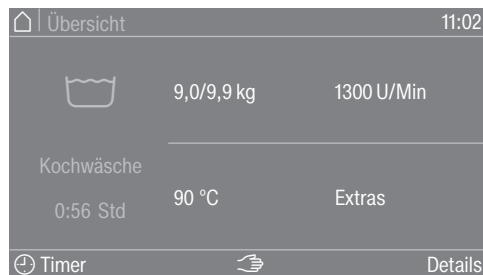 Übersicht 11:02
9,0/9,9 kg 1300 U/Min
Kochwäsche
0:56 Std
90 °C Extras
Timer Details